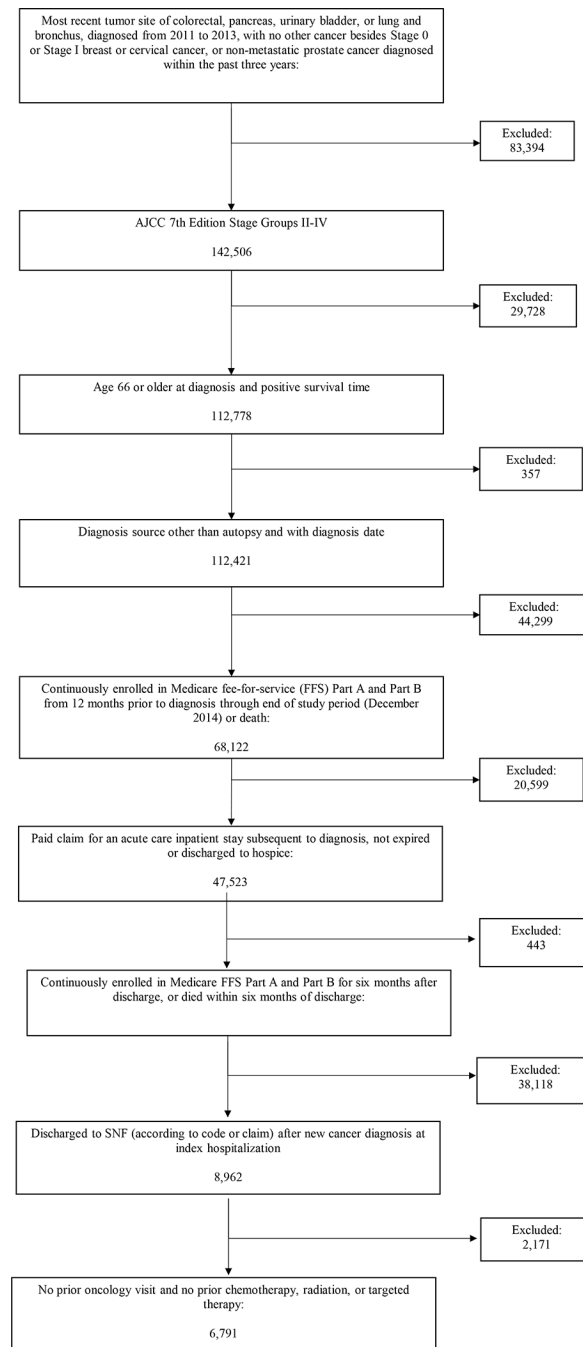 Most recent tumor site of colorectal, pancreas, urinary bladder, or lung and
bronchus, diagnosed from 2011 to 2013, with no other cancer besides Stage 0
or Stage I breast or cervical cancer, or non-metastatic prostate cancer diagnosed
within the past three years:
Excluded:
83,394
AJCC 7th Edition Stage Groups II-IV
142,506
Excluded:
29,728
Age 66 or older at diagnosis and positive survival time
112,778
Excluded:
357
Diagnosis source other than autopsy and with diagnosis date
112,421
Excluded:
44,299
Continuously enrolled in Medicare fee-for-service (FFS) Part A and Part B
from 12 months prior to diagnosis through end of study period (December
2014) or death:
68,122
Excluded:
20,599
Paid claim for an acute care inpatient stay subsequent to diagnosis, not expired
or discharged to hospice:
47,523
Excluded:
443
Continuously enrolled in Medicare FFS Part A and Part B for six months after
discharge, or died within six months of discharge:
Excluded:
38,118
Discharged to SNF (according to code or claim) after new cancer diagnosis at
index hospitalization
8,962
Excluded:
2,171
No prior oncology visit and no prior chemotherapy, radiation, or targeted
therapy:
6,791